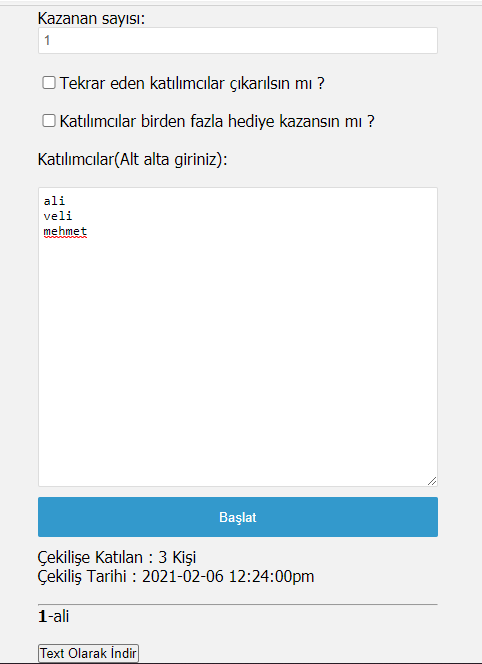 Kazanan sayısı:
1
Tekrar eden katılımcılar çıkarılsın mı ?
Katılımcılar birden fazla hediye kazansın mı ?
Katılımcılar(Alt alta giriniz):
ali
veli
mehmet
Başlat
Çekilişe Katılan : 3 Kişi
Çekiliş Tarihi : 2021-02-06 12:24:00pm
1-ali
Text Olarak İndir